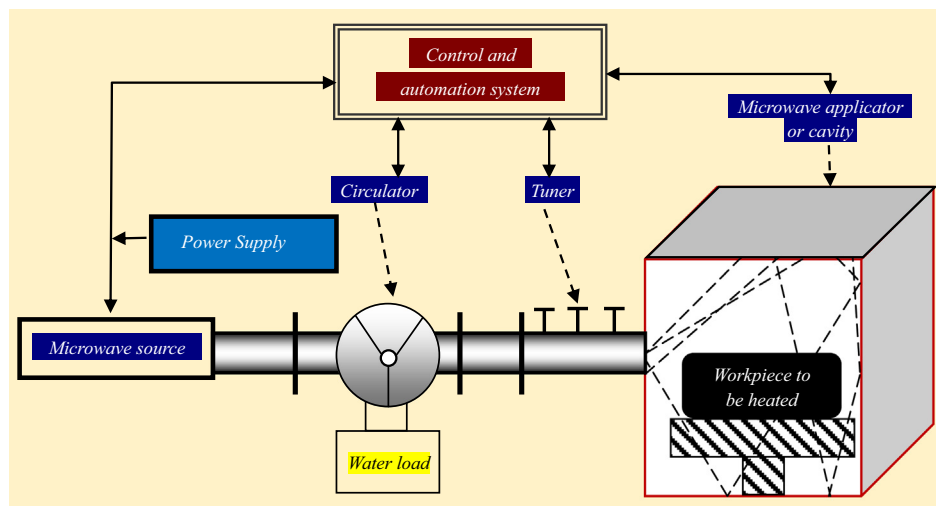 Control and
automation system
Microwave applicator
or cavity
Circulator
Tuner
Power Supply
Microwave source
Workpiece to
be heated
Water load